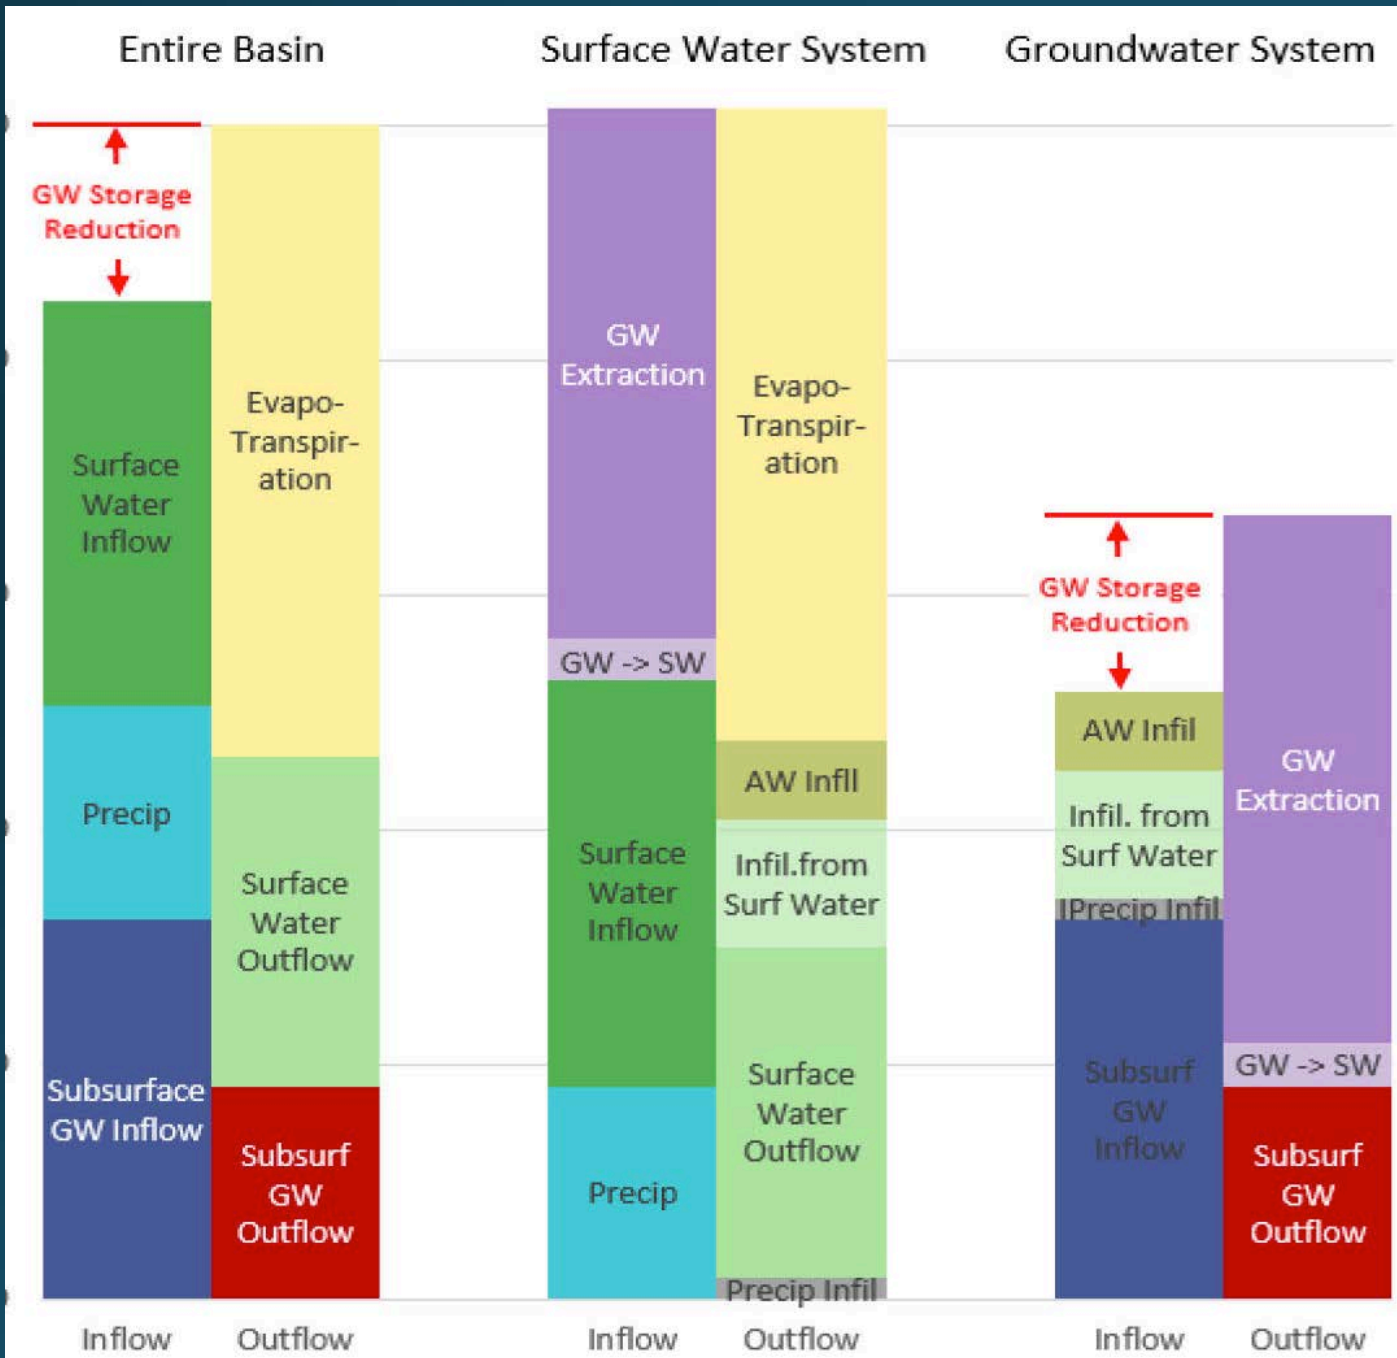 Entire Basin
Surface Water System
Groundwater System
GW Storage
Reduction
Surface
Water
Inflow
Precip
Subsurface
GW Inflow
Evapo-
Transpir-
ation
Surface
Water
Outflow
Subsurf
GW
Outflow
GW
Extraction
GW -> SW
Surface
Water
Inflow
Precip
Evapo-
Transpir-
ation
AW Infll
Infil.from
Surf Water
Surface
Water
Outflow
Precip Infil
GW Storage
Reduction
AW Infil
Infil. from
Surf Water
IPrecip Infil
Subsurf
GW
Inflow
GW
Extraction
GW -> SW
Subsurf
GW
Outflow
Inflow
Outflow
Inflow
Outflow
Inflow
Outflow